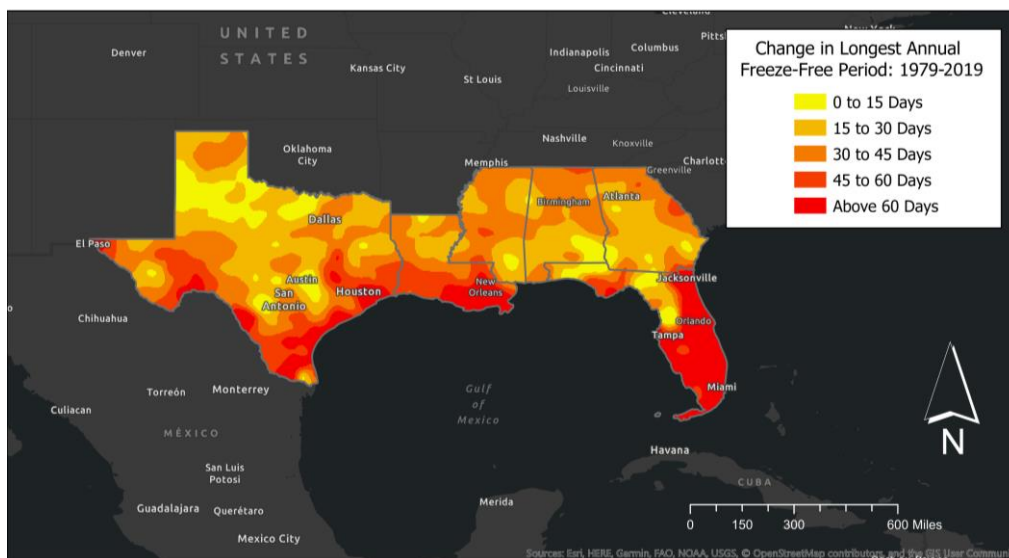 Cleveland
New York
UNITED
STATES
Denver
Indianapolis
Columbus
Pitts
Kansas City
Cincinnati
St Louis
Louisville
Change in Longest Annual
Freeze-Free Period: 1979-2019
0 to 15 Days
15 to 30 Days
30 to 45 Days
45 to 60 Days
Above 60 Days
Nashville
Knoxville
Oklahoma
City
Memphis
Charlott
Greenville
Birmingham
Atlanta
Dallas
El Paso
Jacksonville
Austin
San
Antonio
Houston
New
Orleans
Chihuahua
Orlando
Tampa
Torreón
Monterrey
Miami
Gulf
of
Mexico
Culiacan
MÉXICO
N
Havana
San Luis
Potosi
CUBA
Merida
Guadalajara
Querétaro
0 150 300 600 Miles
Mexico City
Sources: Esri, HERE, Garmin, FAO, NOAA, USGS, © OpenStreetMap contributors, and the GIS User Commun